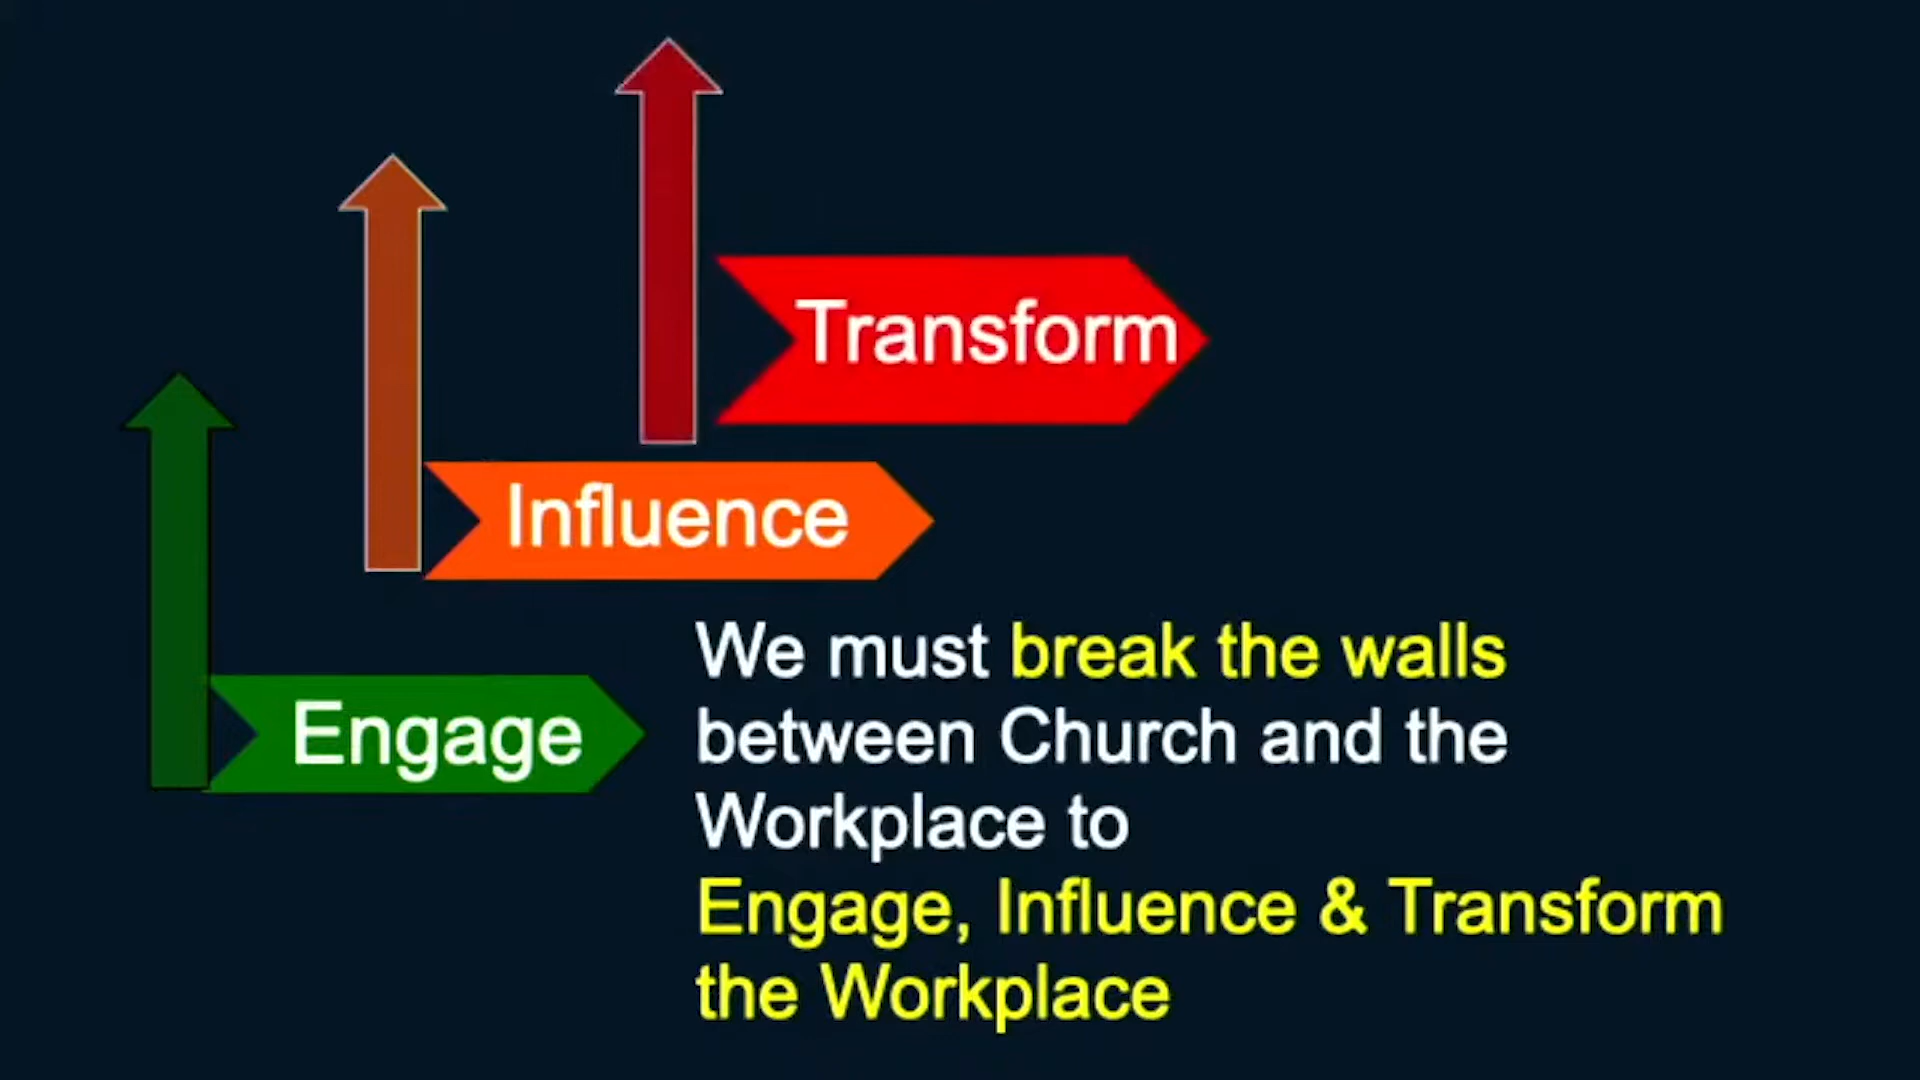 Transform
Influence
Engage
We must break the walls
between Church and the
Workplace to
Engage, Influence & Transform
the Workplace